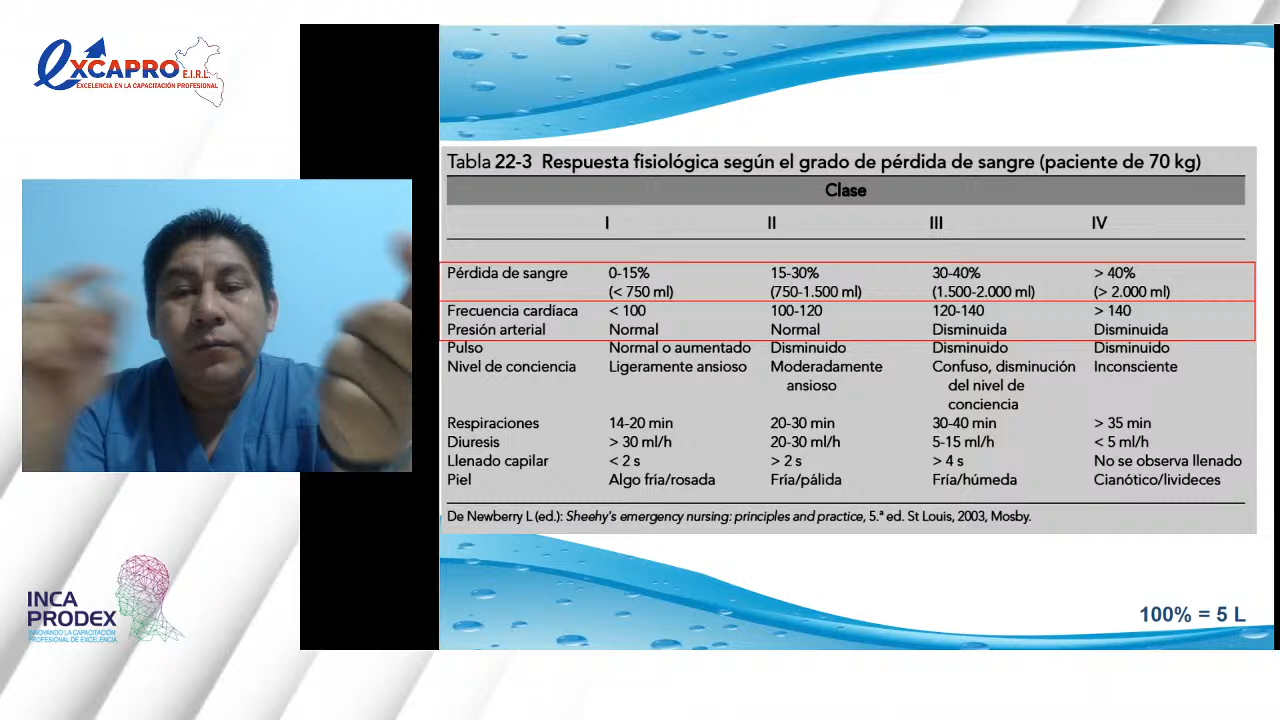 exCAPRO E.I.R.L.
EXCELENCIA EN LA CAPACITACIÓN PROFESIONAL
Tabla 22-3 Respuesta fisiológica según el grado de pérdida de sangre (paciente de 70 kg)
Clase
I II III IV
Pérdida de sangre 0-15% 15-30% 30-40% > 40%
(< 750 ml) (750-1.500 ml) (1.500-2.000 ml) (> 2.000 ml)
Frecuencia cardíaca < 100 100-120 120-140 > 140
Presión arterial Normal Normal Disminuida Disminuida
Pulso Normal o aumentado Disminuido Disminuido Disminuido
Nivel de conciencia Ligeramente ansioso Moderadamente Confuso, disminución Inconsciente
ansioso del nivel de
conciencia
Respiraciones 14-20 min 20-30 min 30-40 min > 35 min
Diuresis > 30 ml/h 20-30 ml/h 5-15 ml/h < 5 ml/h
Llenado capilar < 2 s > 2 s > 4 s No se observa llenado
Piel Algo fría/rosada Fría/pálida Fría/húmeda Cianótico/livideces
De Newberry L (ed.): Sheehy's emergency nursing: principles and practice, 5.ª ed. St Louis, 2003, Mosby.
INCA
PRODEX
INNOVANDO LA CAPACITACIÓN
PROFESIONAL DE EXCELENCIA
100% = 5 L